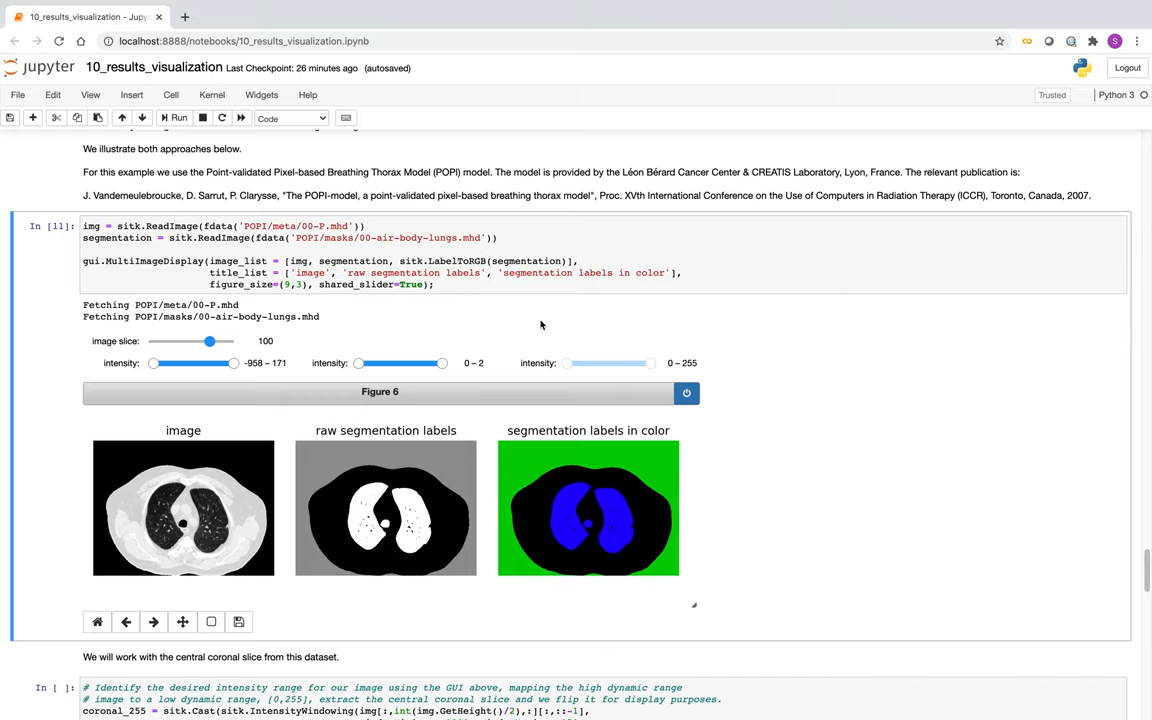 10_results_visualization - Jupy
localhost:8888/notebooks/10_results_visualization.ipynb
S
jupyter 10_results_visualization Last Checkpoint: 26 minutes ago (autosaved)
Logout
File Edit View Insert Cell Kernel Widgets Help
Trusted Python 3
Run Code
We illustrate both approaches below.
For this example we use the Point-validated Pixel-based Breathing Thorax Model (POPI) model. The model is provided by the Léon Bérard Cancer Center & CREATIS Laboratory, Lyon, France. The relevant publication is:
J. Vandemeulebroucke, D. Sarrut, P. Clarysse, "The POPI-model, a point-validated pixel-based breathing thorax model", Proc. XVth International Conference on the Use of Computers in Radiation Therapy (ICCR), Toronto, Canada, 2007.
In [11]: img = sitk.ReadImage(fdata('POPI/meta/00-P.mhd'))
segmentation = sitk.ReadImage(fdata('POPI/masks/00-air-body-lungs.mhd'))
gui.MultiImageDisplay(image_list = [img, segmentation, sitk.LabelToRGB(segmentation)],
title_list = ['image', 'raw segmentation labels', 'segmentation labels in color'],
figure_size=(9,3), shared_slider=True);
Fetching POPI/meta/00-P.mhd
Fetching POPI/masks/00-air-body-lungs.mhd
image slice: 100
intensity: -958 – 171 intensity: 0 – 2 intensity: 0 – 255
Figure 6
image raw segmentation labels segmentation labels in color
We will work with the central coronal slice from this dataset.
In [ ]: # Identify the desired intensity range for our image using the GUI above, mapping the high dynamic range
# image to a low dynamic range, [0,255], extract the central coronal slice and we flip it for display purposes.
coronal_255 = sitk.Cast(sitk.IntensityWindowing(img[:,int(img.GetHeight()/2),:][:,::-1],